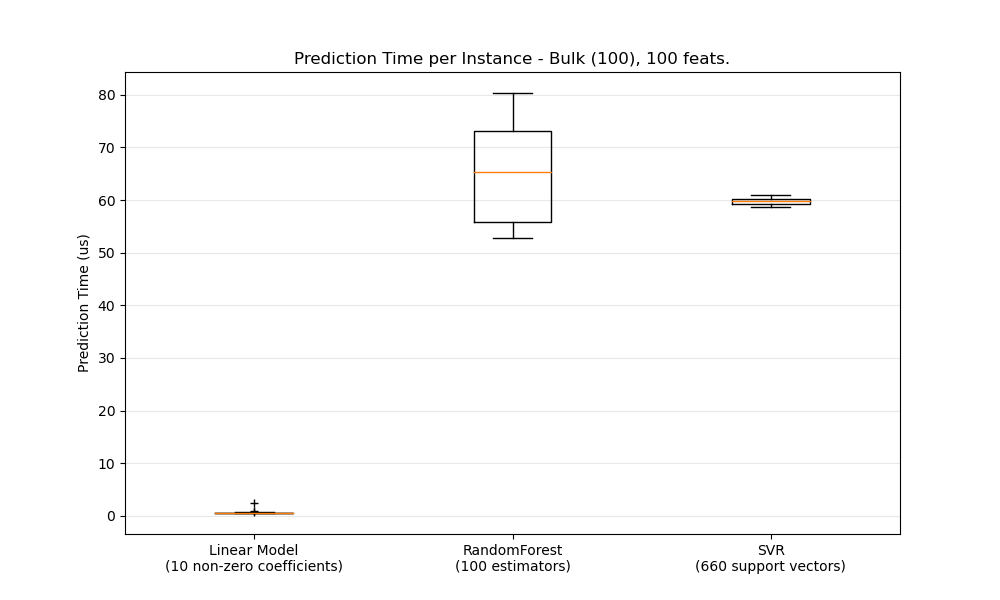 Prediction Time per Instance - Bulk (100), 100 feats.
Prediction Time (us)
80
70
60
50
40
30
20
10
0
Linear Model
(10 non-zero coefficients)
RandomForest
(100 estimators)
SVR
(660 support vectors)